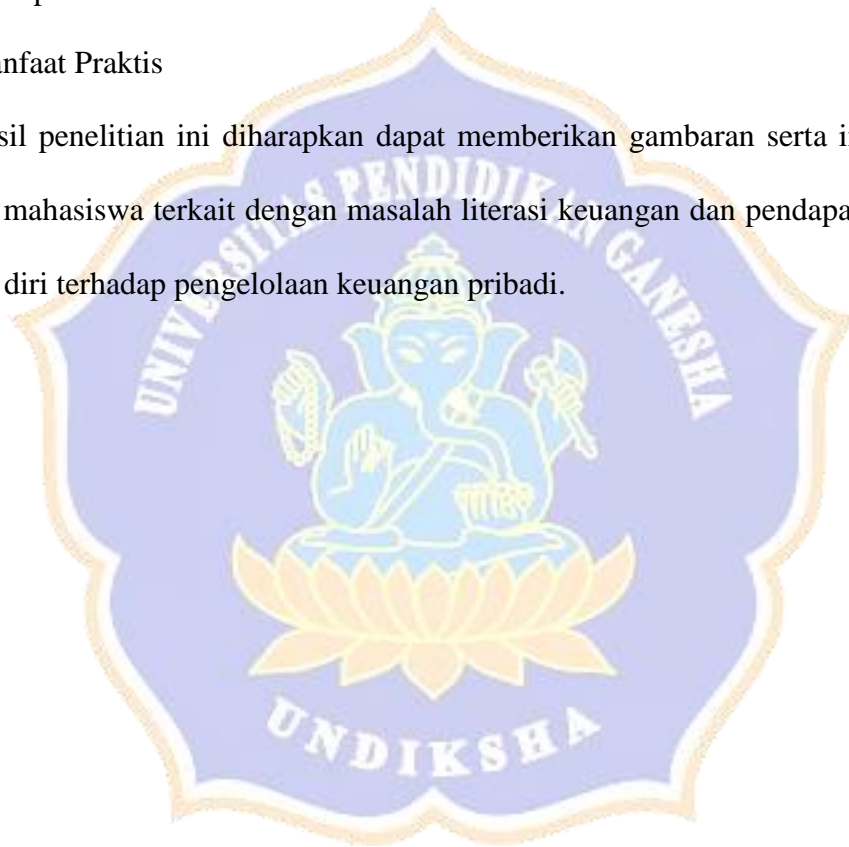 anfaat Praktis
sil penelitian ini diharapkan dapat memberikan gambaran serta
mahasiswa terkait dengan masalah literasi keuangan dan pendapa
diri terhadap pengelolaan keuangan pribadi.
UNIVERSITAS PENDIDIKAN GANESHA
UNDIKSHA